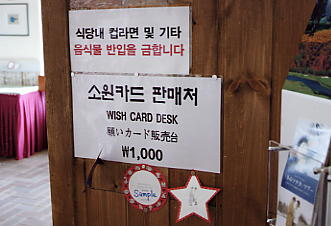 식당내 컵라면 및 기타
음식물 반입을 금합니다
소원카드 판매처
WISH CARD DESK
願いカード販売台
₩1,000
Sample